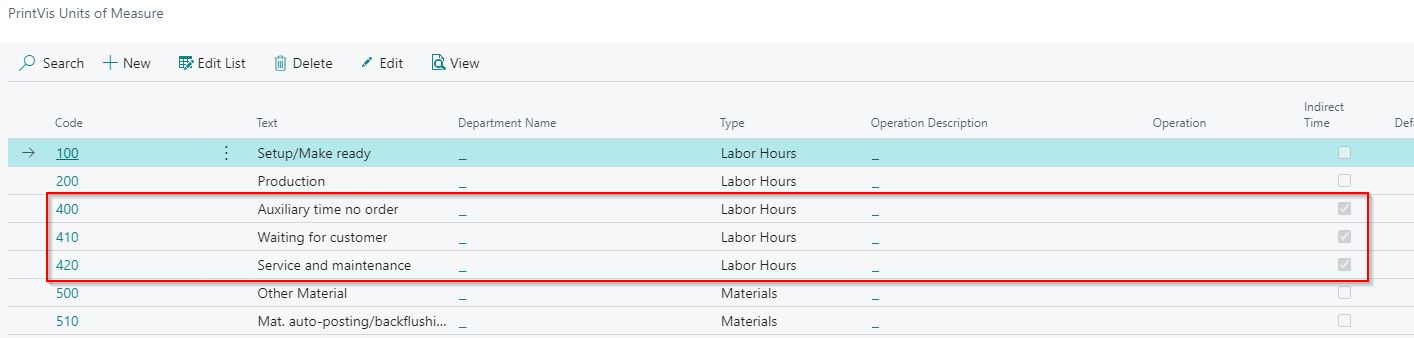 PrintVis Units of Measure
Search New Edit List Delete Edit View
Indirect
Code Text Department Name Type Operation Description Operation Time Defa
100 Setup/Make ready _ Labor Hours _
200 Production _ Labor Hours _
400 Auxiliary time no order _ Labor Hours _
410 Waiting for customer _ Labor Hours _
420 Service and maintenance _ Labor Hours _
500 Other Material _ Materials _
510 Mat. auto-posting/backflushi... _ Materials _